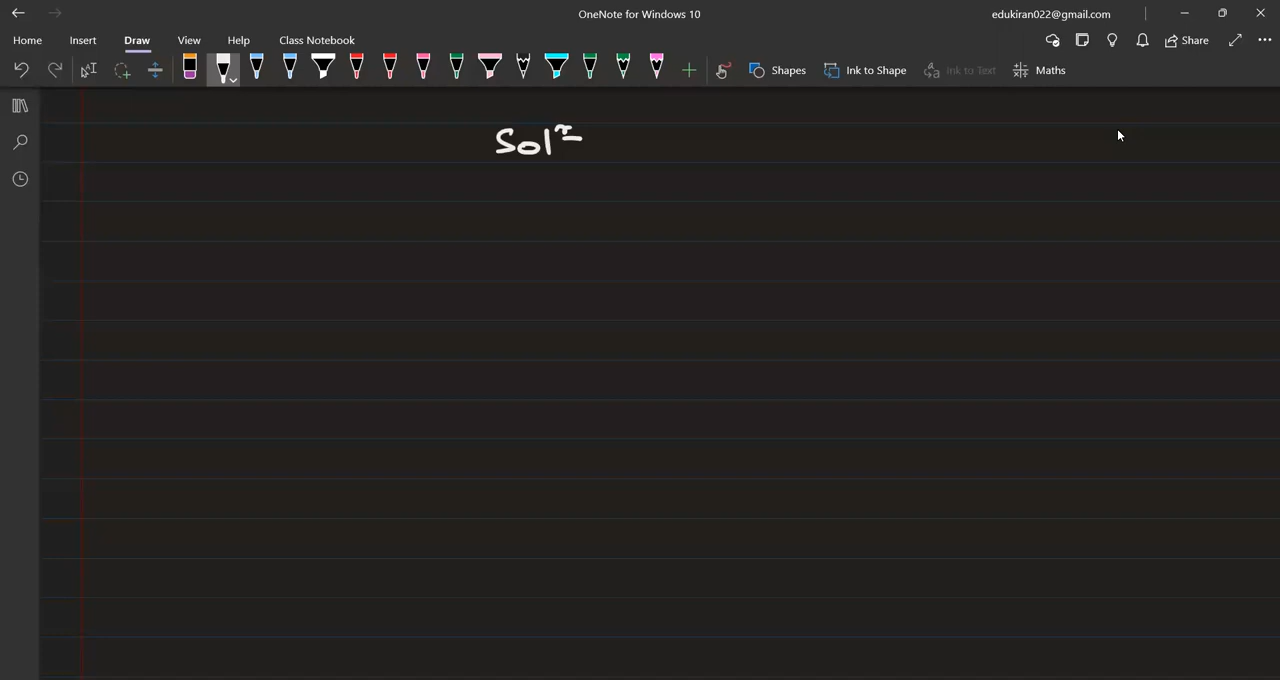 OneNote for Windows 10
edukiran022@gmail.com
Home Insert Draw View Help Class Notebook
Share
Shapes Ink to Shape Ink to Text Maths
Solⁿ